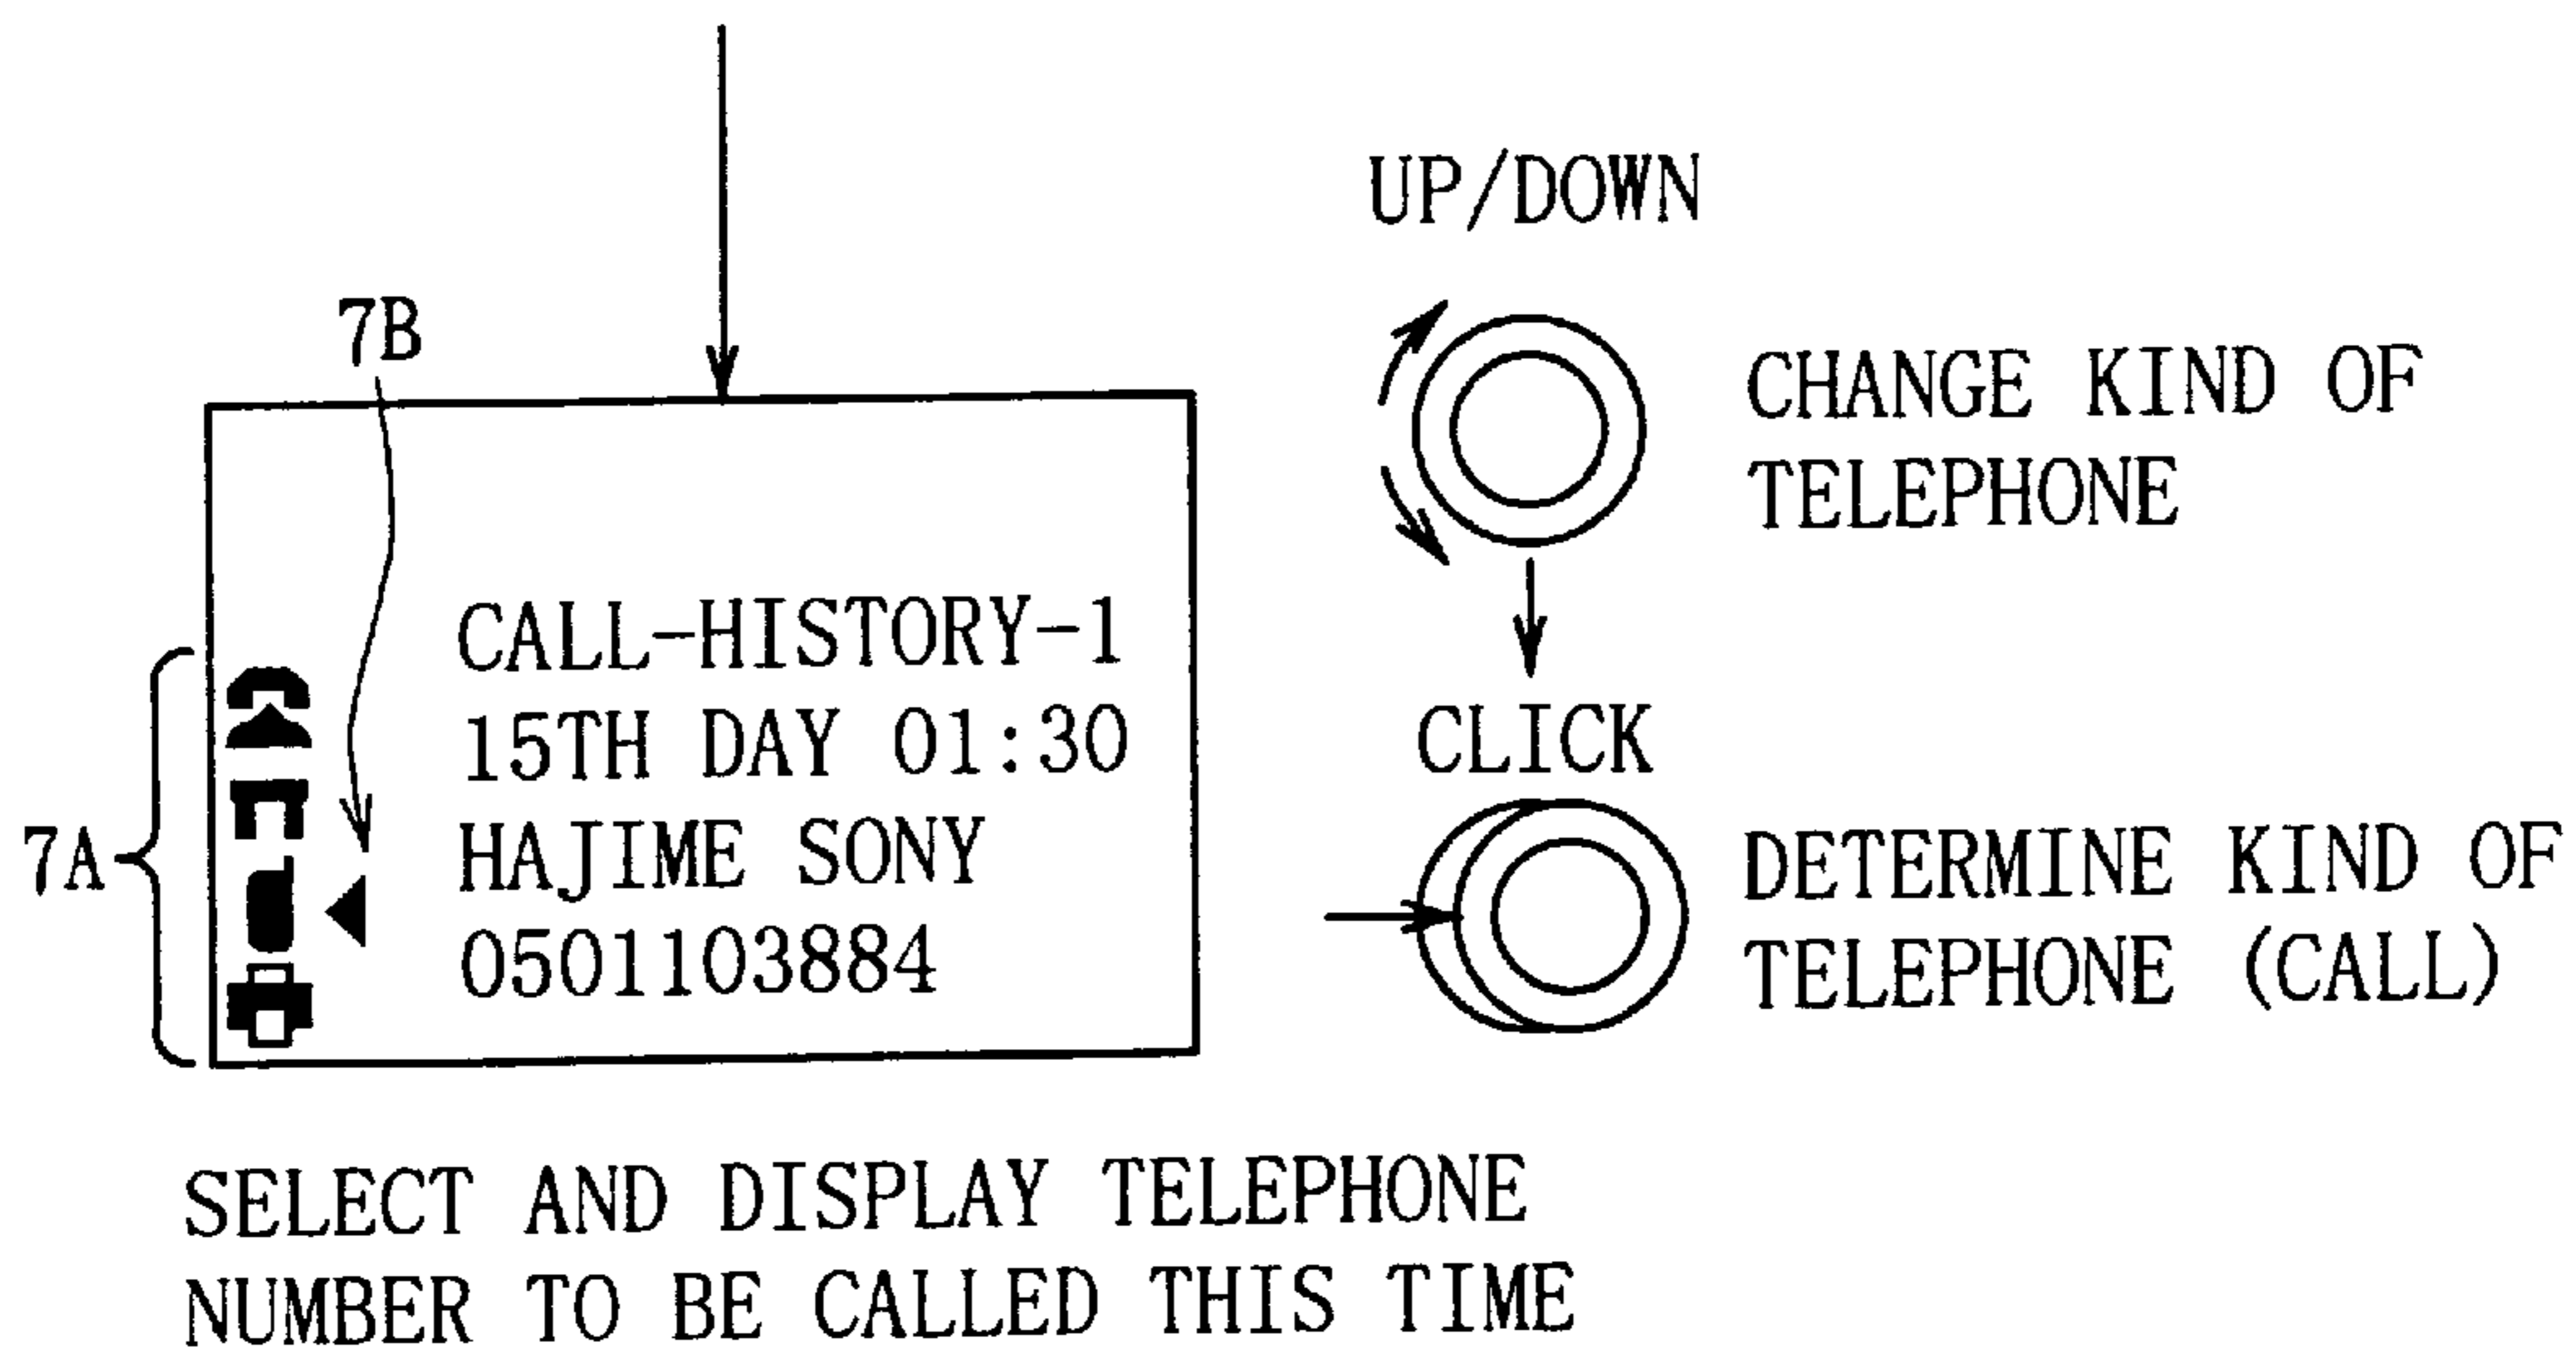 UP/DOWN
7B
CHANGE KIND OF
TELEPHONE
CALL-HISTORY-1
15TH DAY 01:30
HAJIME SONY
0501103884
7A
CLICK
DETERMINE KIND OF
TELEPHONE (CALL)
SELECT AND DISPLAY TELEPHONE
NUMBER TO BE CALLED THIS TIME